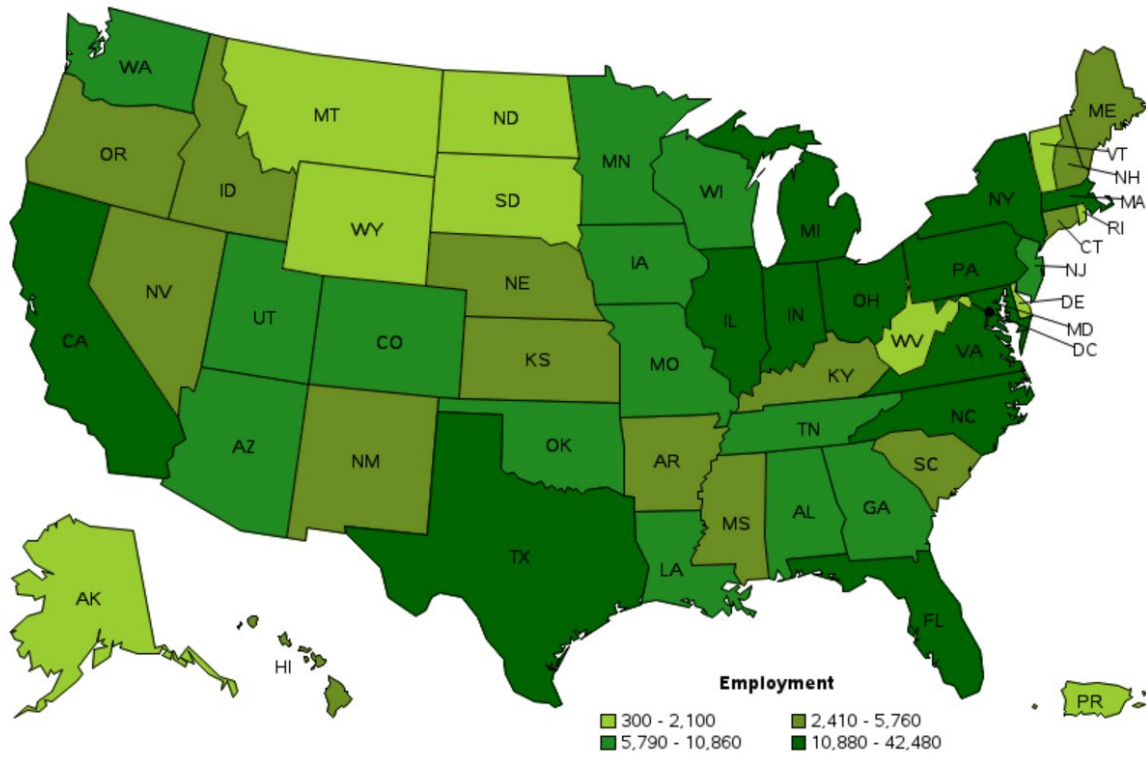 WA
MT
ND
MN
ME
VT
NH
OR
ID
SD
WI
NY
MA
MI
RI
WY
CT
IA
PA
NJ
NV
NE
OH
DE
UT
IL
IN
MD
CA
CO
WV
VA
DC
KS
MO
KY
NC
TN
AZ
OK
NM
AR
SC
MS
AL
GA
TX
LA
AK
FL
HI
Employment
PR
300 - 2,100 2,410 - 5,760
5,790 - 10,860 10,880 - 42,480